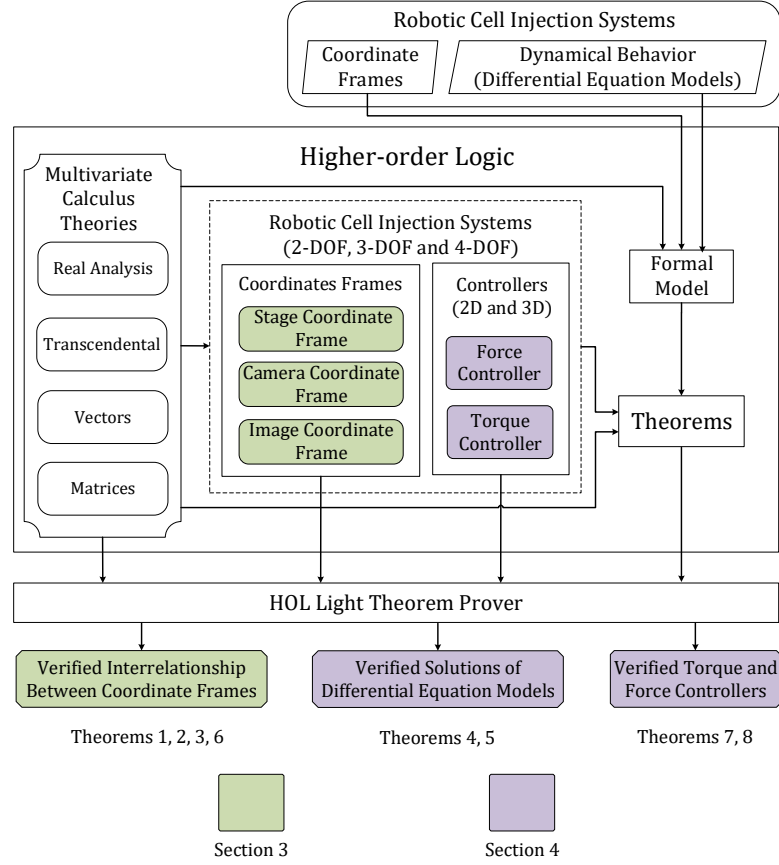 Robotic Cell Injection Systems
Coordinate
Frames
Dynamical Behavior
(Differential Equation Models)
Higher-order Logic
Multivariate
Calculus
Theories
Real Analysis
Transcendental
Vectors
Matrices
Robotic Cell Injection Systems
(2-DOF, 3-DOF and 4-DOF)
Coordinates Frames
Stage Coordinate
Frame
Camera Coordinate
Frame
Image Coordinate
Frame
Controllers
(2D and 3D)
Force
Controller
Torque
Controller
Formal
Model
Theorems
HOL Light Theorem Prover
Verified Interrelationship
Between Coordinate Frames
Verified Solutions of
Differential Equation Models
Verified Torque and
Force Controllers
Theorems 1, 2, 3, 6
Theorems 4, 5
Theorems 7, 8
Section 3
Section 4